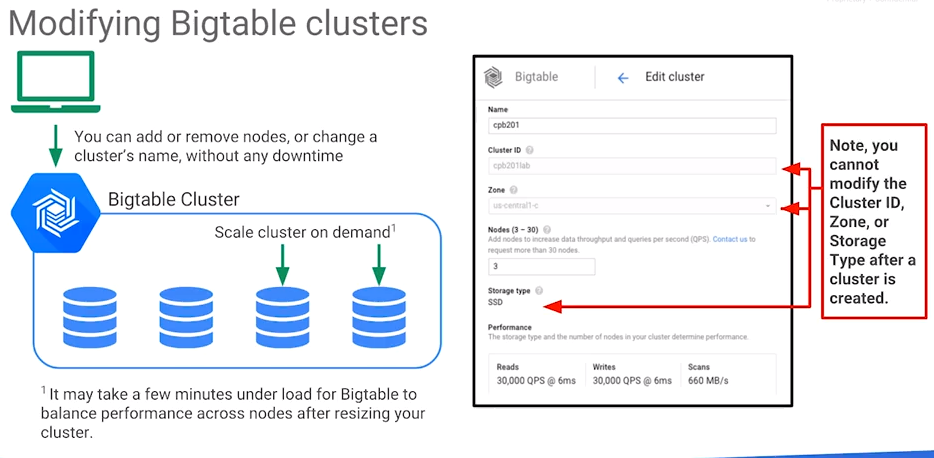 Modifying Bigtable clusters
You can add or remove nodes, or change a
cluster's name, without any downtime
Bigtable Cluster
Scale cluster on demand1
1 It may take a few minutes under load for Bigtable to
balance performance across nodes after resizing your
cluster.
Bigtable
Edit cluster
Name
cpb201
Cluster ID
cpb201lab
Zone
us-central1-c
Nodes (3 – 30)
Add nodes to increase data throughput and queries per second (QPS). Contact us to
request more than 30 nodes.
3
Storage type
SSD
Performance
The storage type and the number of nodes in your cluster determine performance.
Reads
30,000 QPS @ 6ms
Writes
30,000 QPS @ 6ms
Scans
660 MB/s
Note, you
cannot
modify the
Cluster ID,
Zone, or
Storage
Type after a
cluster is
created.